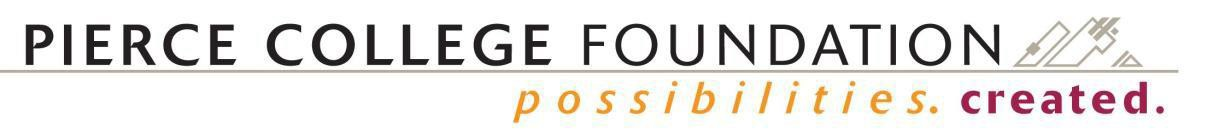 PIERCE COLLEGE FOUNDATION
possibilities. created.